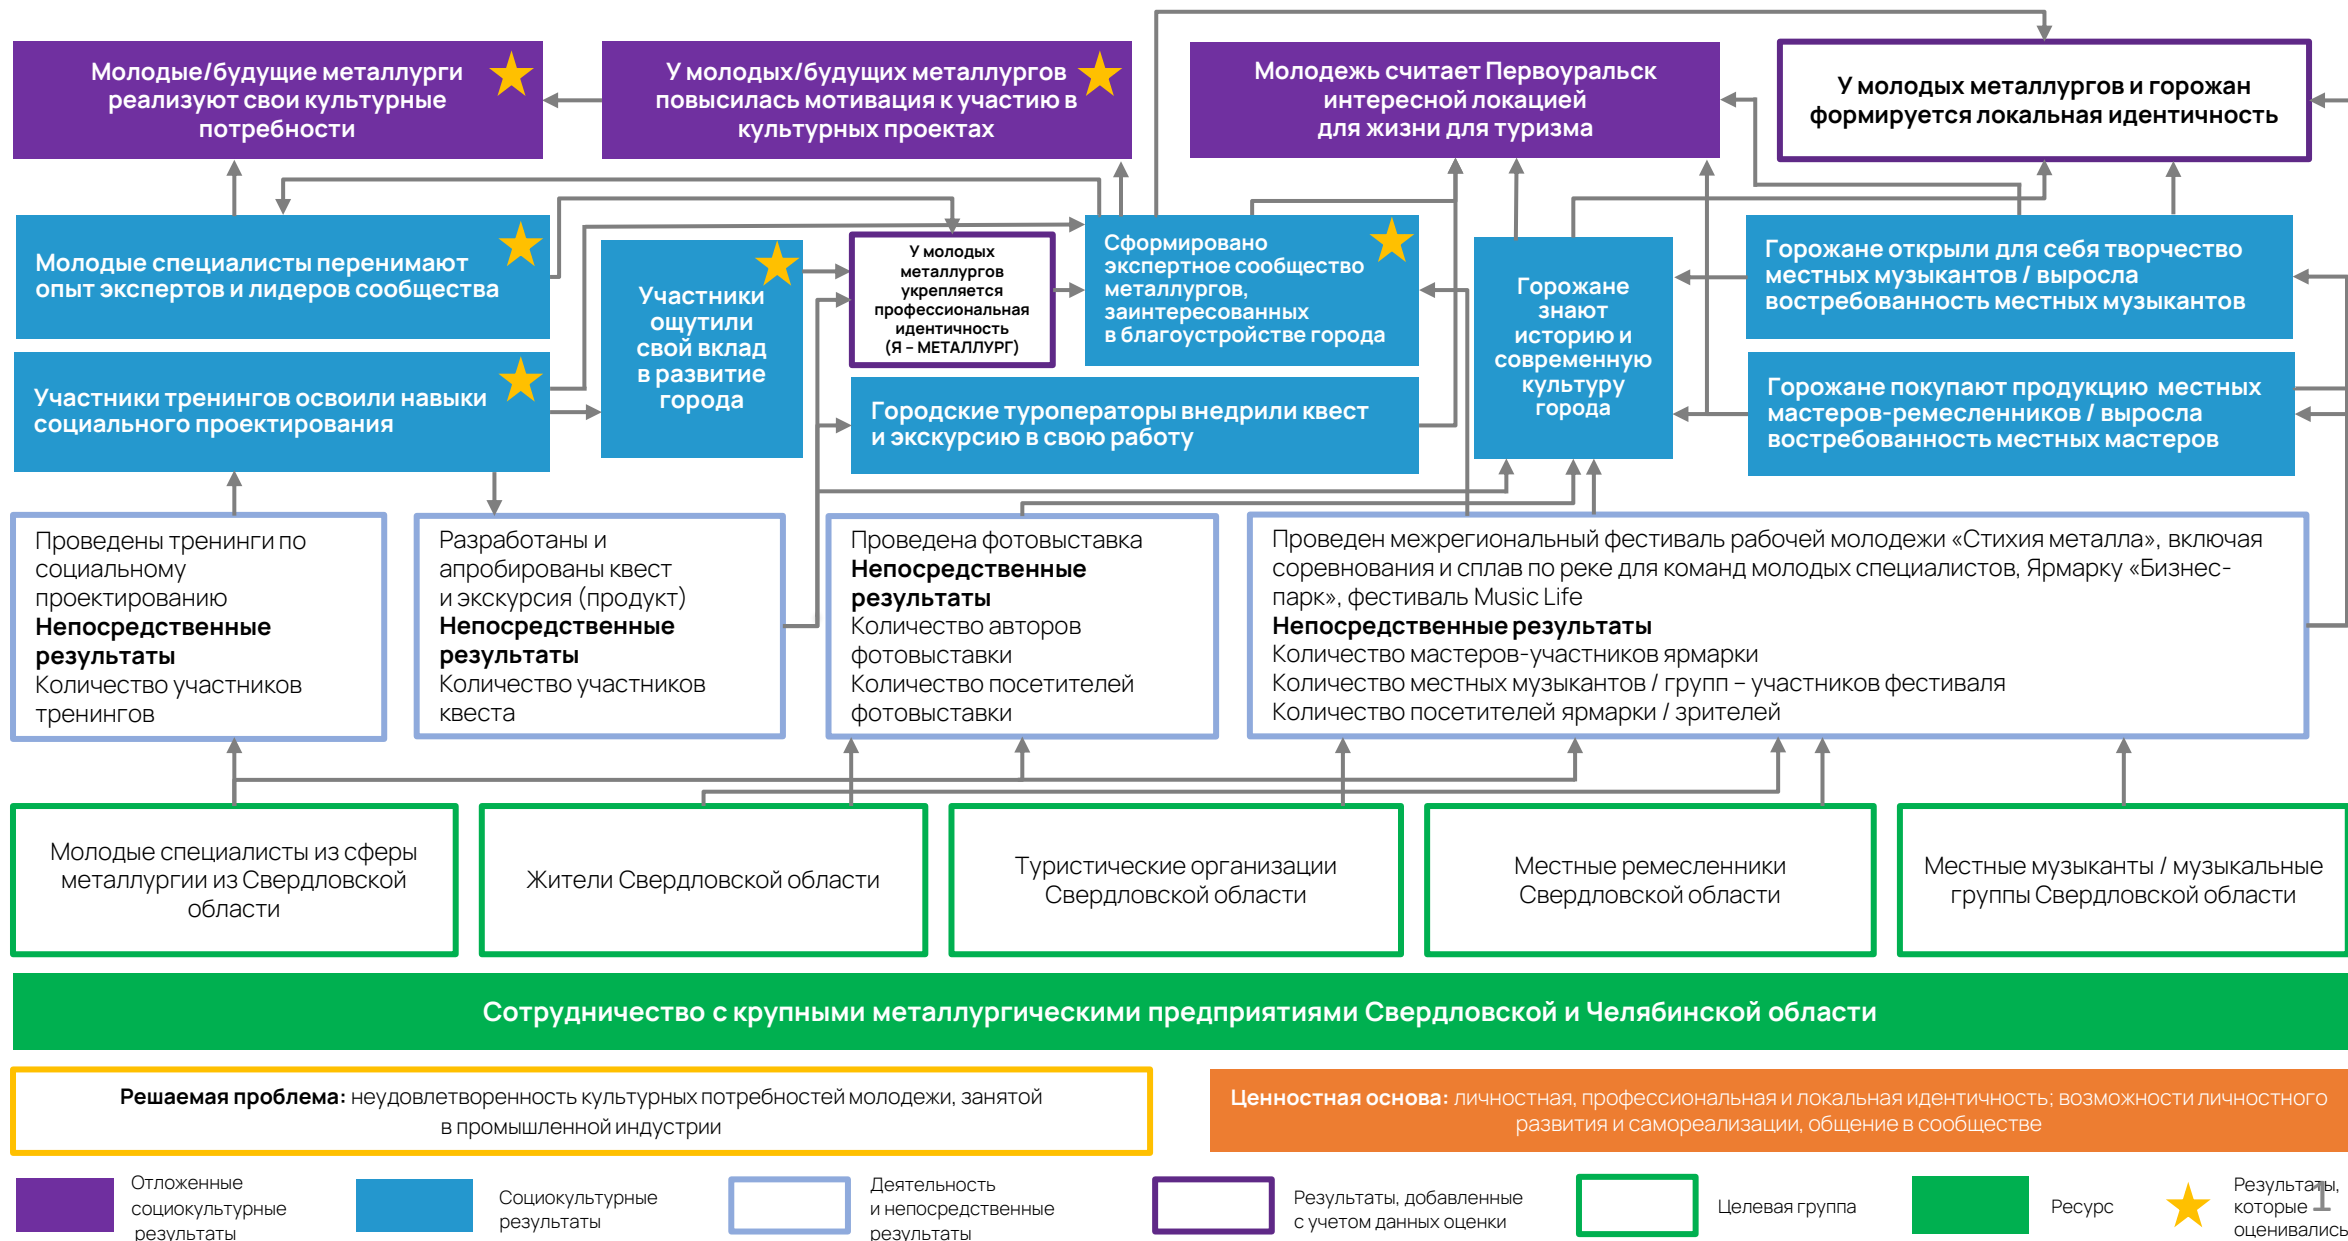 Молодые/будущие металлурги
реализуют свои культурные
потребности
У молодых/будущих металлургов
повысилась мотивация к участию в
культурных проектах
Молодежь считает Первоуральск
интересной локацией
для жизни для туризма
У молодых металлургов и горожан
формируется локальная идентичность
Молодые специалисты перенимают
опыт экспертов и лидеров сообщества
Участники
ощутили
свой вклад
в развитие
города
У молодых
металлургов
укрепляется
профессиональная
идентичность
(Я – МЕТАЛЛУРГ)
Сформировано
экспертное сообщество
металлургов,
заинтересованных
в благоустройстве города
Горожане
знают
историю и
современную
культуру
города
Горожане открыли для себя творчество
местных музыкантов / выросла
востребованность местных музыкантов
Участники тренингов освоили навыки
социального проектирования
Городские туроператоры внедрили квест
и экскурсию в свою работу
Горожане покупают продукцию местных
мастеров-ремесленников / выросла
востребованность местных мастеров
Проведены тренинги по
социальному
проектированию
Непосредственные
результаты
Количество участников
тренингов
Разработаны и
апробированы квест
и экскурсия (продукт)
Непосредственные
результаты
Количество участников
квеста
Проведена фотовыставка
Непосредственные
результаты
Количество авторов
фотовыставки
Количество посетителей
фотовыставки
Проведен межрегиональный фестиваль рабочей молодежи «Стихия металла», включая
соревнования и сплав по реке для команд молодых специалистов, Ярмарку «Бизнес-
парк», фестиваль Music Life
Непосредственные результаты
Количество мастеров-участников ярмарки
Количество местных музыкантов / групп – участников фестиваля
Количество посетителей ярмарки / зрителей
Молодые специалисты из сферы
металлургии из Свердловской
области
Жители Свердловской области
Туристические организации
Свердловской области
Местные ремесленники
Свердловской области
Местные музыканты / музыкальные
группы Свердловской области
Сотрудничество с крупными металлургическими предприятиями Свердловской и Челябинской области
Решаемая проблема: неудовлетворенность культурных потребностей молодежи, занятой
в промышленной индустрии
Ценностная основа: личностная, профессиональная и локальная идентичность; возможности личностного
развития и самореализации, общение в сообществе
Отложенные
социокультурные
результаты
Социокультурные
результаты
Деятельность
и непосредственные
результаты
Результаты, добавленные
с учетом данных оценки
Целевая группа
Ресурс
Результаты,
которые
оценивались
1